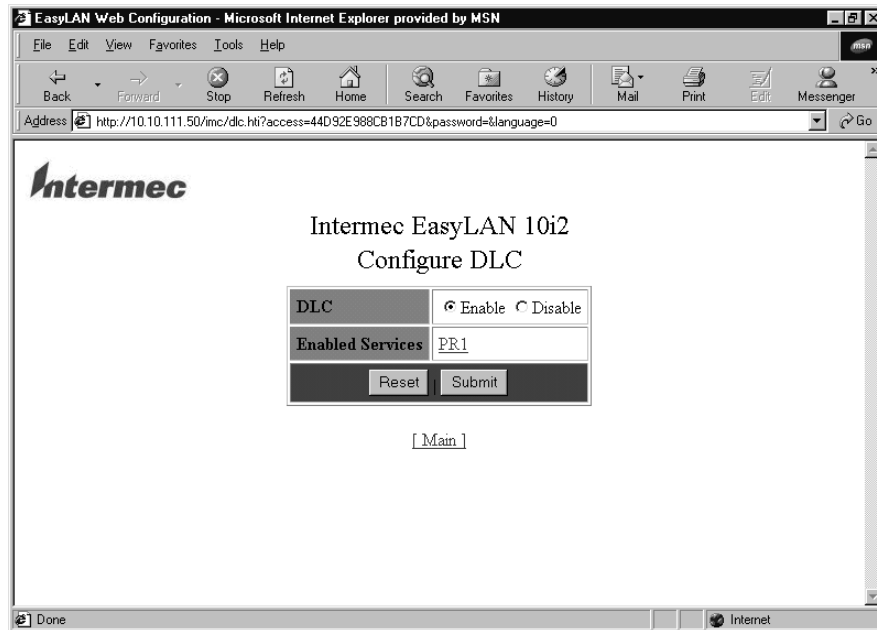 EasyLAN Web Configuration - Microsoft Internet Explorer provided by MSN
File Edit View Favorites Tools Help
msn
Back Forward Stop Refresh Home Search Favorites History Mail Print Edit Messenger
Address http://10.10.111.50/imc/dlc.hti?access=44D92E988CB1B7CD&password=&language=0 Go
Intermec
Intermec EasyLAN 10i2
Configure DLC
DLC Enable Disable
Enabled Services PR1
Reset | Submit
[ Main ]
Done Internet